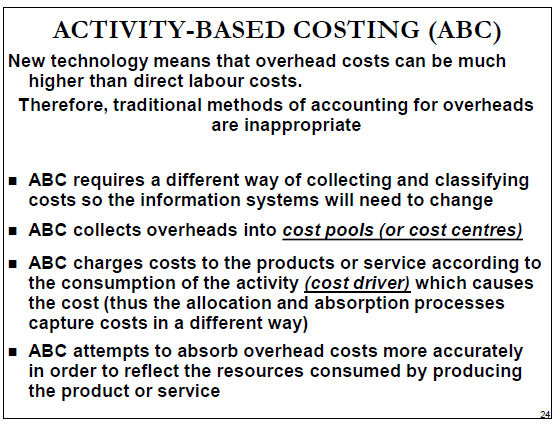 ACTIVITY-BASED COSTING (ABC)
New technology means that overhead costs can be much
higher than direct labour costs.
Therefore, traditional methods of accounting for overheads
are inappropriate
■ ABC requires a different way of collecting and classifying
costs so the information systems will need to change
■ ABC collects overheads into cost pools (or cost centres)
■ ABC charges costs to the products or service according to
the consumption of the activity (cost driver) which causes
the cost (thus the allocation and absorption processes
capture costs in a different way)
■ ABC attempts to absorb overhead costs more accurately
in order to reflect the resources consumed by producing
the product or service
24